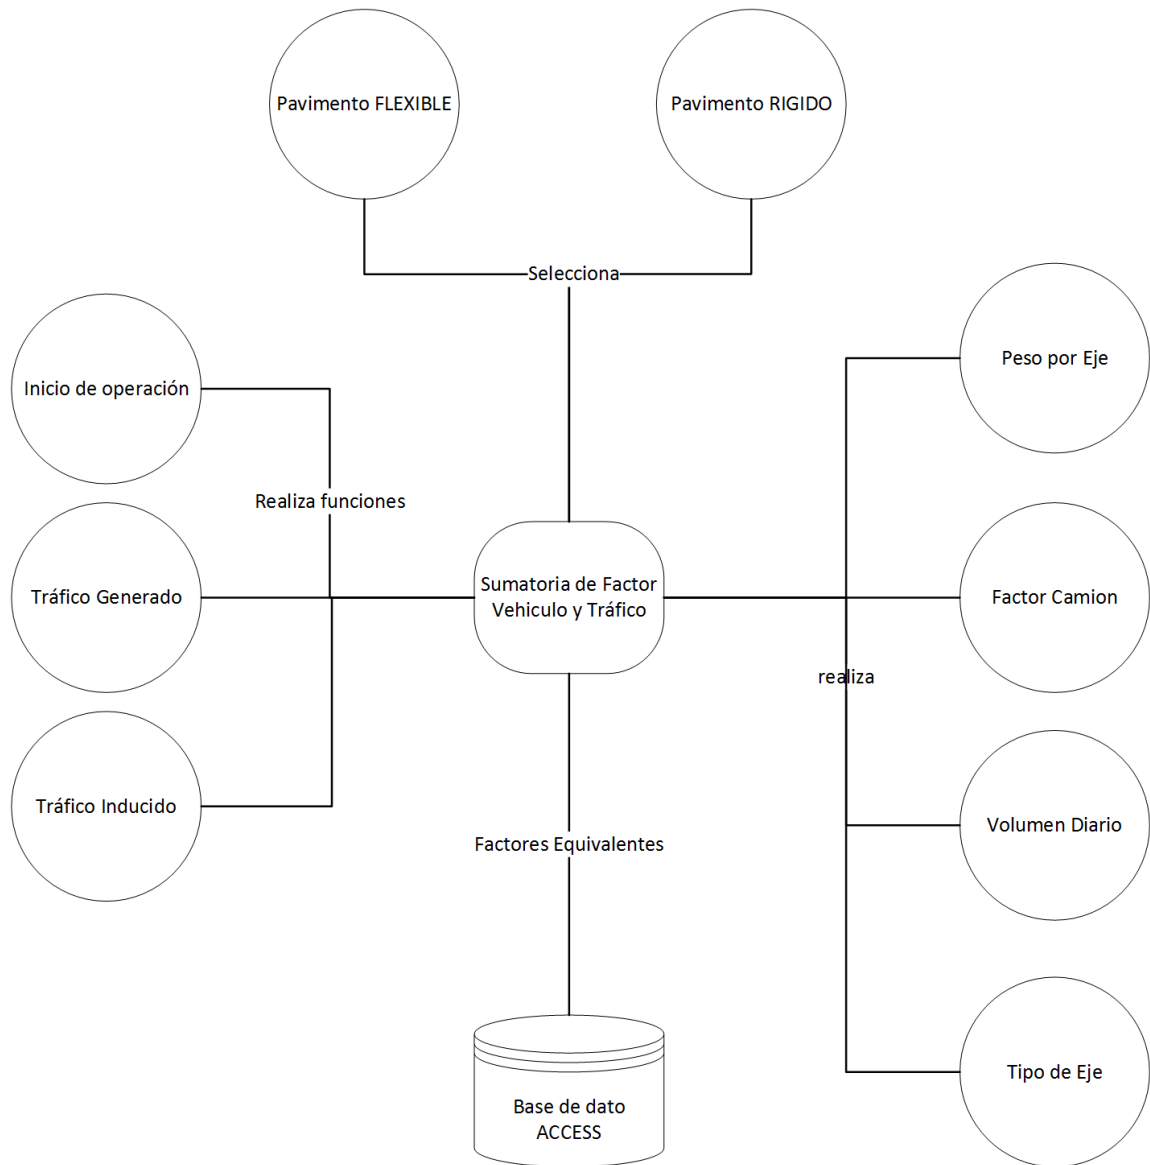 Pavimento FLEXIBLE
Pavimento RIGIDO
Selecciona
Inicio de operación
Peso por Eje
Realiza funciones
Tráfico Generado
Sumatoria de Factor
Vehiculo y Tráfico
Factor Camion
realiza
Tráfico Inducido
Volumen Diario
Factores Equivalentes
Tipo de Eje
Base de dato
ACCESS